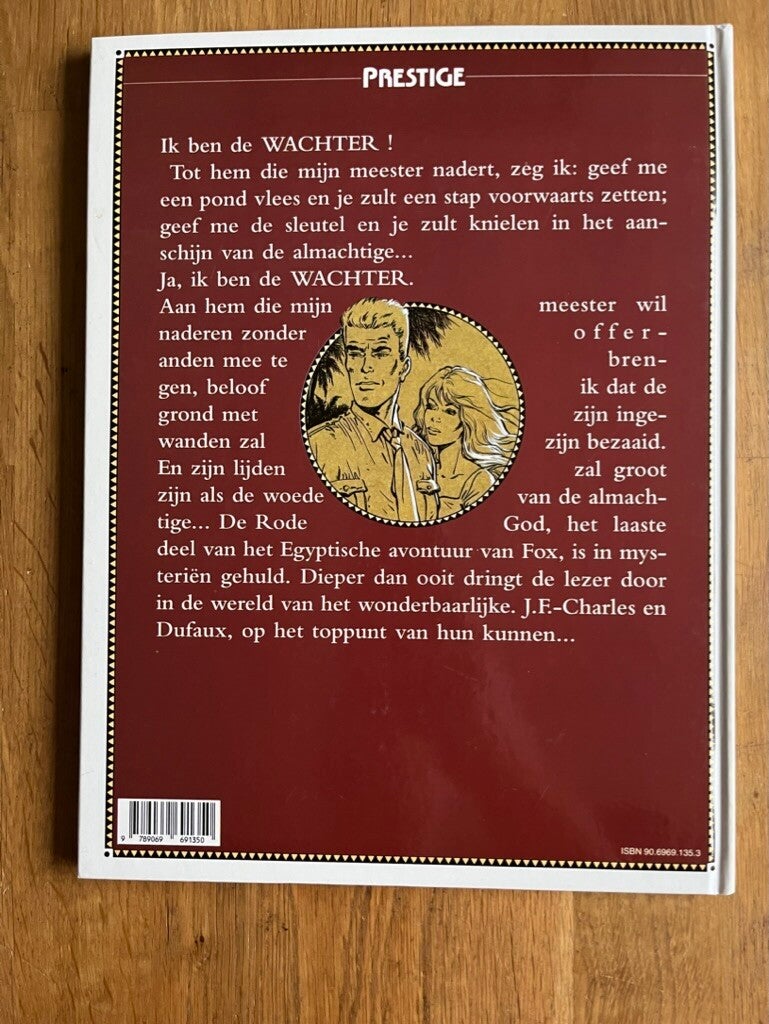 PRESTIGE
Ik ben de WACHTER !
Tot hem die mijn meester nadert, zeg ik: geef me
een pond vlees en je zult een stap voorwaarts zetten;
geef me de sleutel en je zult knielen in het aan-
schijn van de almachtige...
Ja, ik ben de WACHTER.
Aan hem die mijn meester wil
naderen zonder offer-
anden mee te bren-
gen, beloof ik dat de
grond met zijn inge-
wanden zal zijn bezaaid.
En zijn lijden zal groot
zijn als de woede van de almach-
tige... De Rode God, het laaste
deel van het Egyptische avontuur van Fox, is in mys-
teriën gehuld. Dieper dan ooit dringt de lezer door
in de wereld van het wonderbaarlijke. J.F.-Charles en
Dufaux, op het toppunt van hun kunnen...
9 789069 691350
ISBN 90.6969.135.3